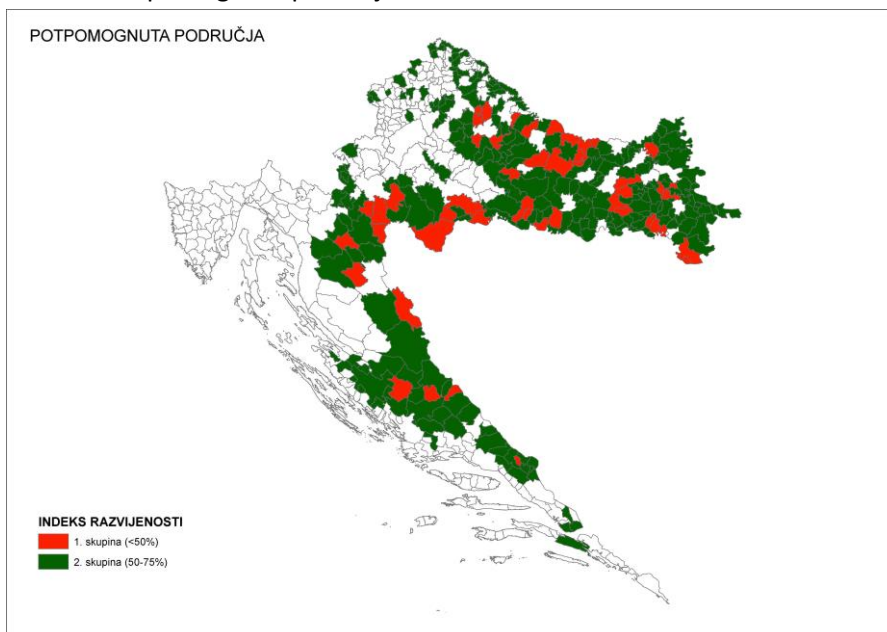 POTPOMOGNUTA PODRUČJA
INDEKS RAZVIJENOSTI
1. skupina (<50%)
2. skupina (50-75%)